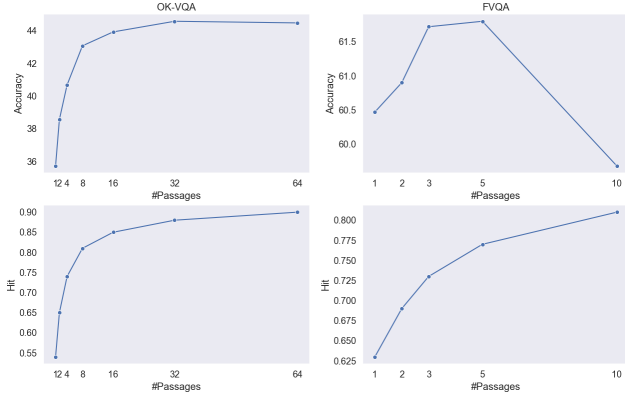 OK-VQA
Accuracy
44
42
40
38
36
1 2 4 8 16 32 64
#Passages
FVQA
Accuracy
61.5
61.0
60.5
60.0
1 2 3 5 10
#Passages
Hit
0.90
0.85
0.80
0.75
0.70
0.65
0.60
0.55
1 2 4 8 16 32 64
#Passages
Hit
0.800
0.775
0.750
0.725
0.700
0.675
0.650
0.625
1 2 3 5 10
#Passages